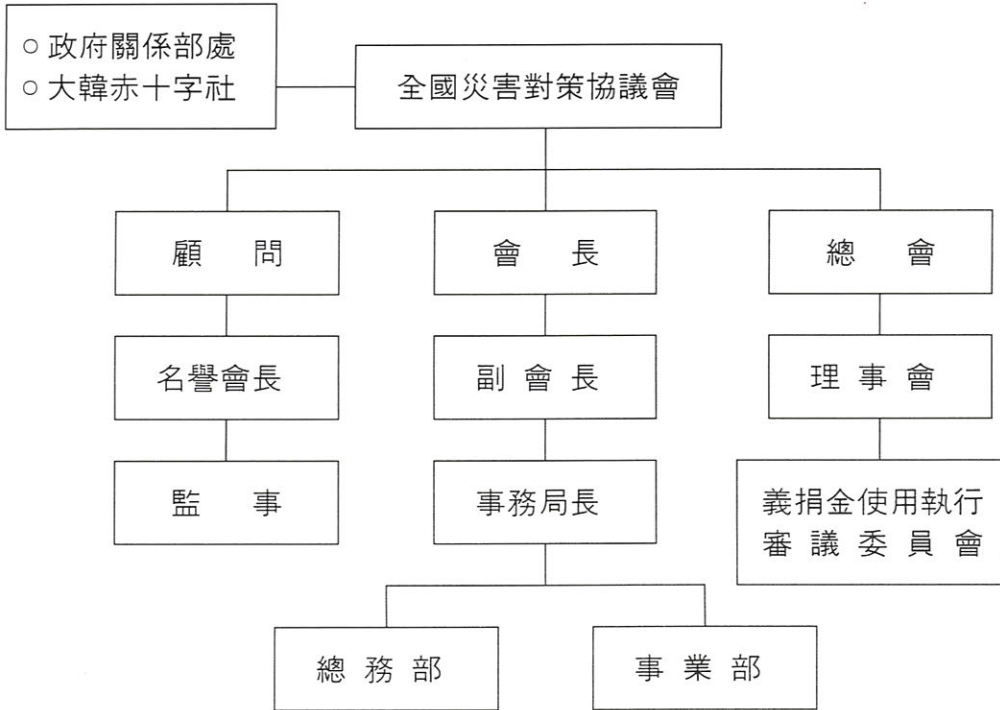 ○ 政府關係部處
○ 大韓赤十字社
全國災害對策協議會
顧問
會長
總會
名譽會長
副會長
理事會
監事
事務局長
義捐金使用執行
審議委員會
總務部
事業部